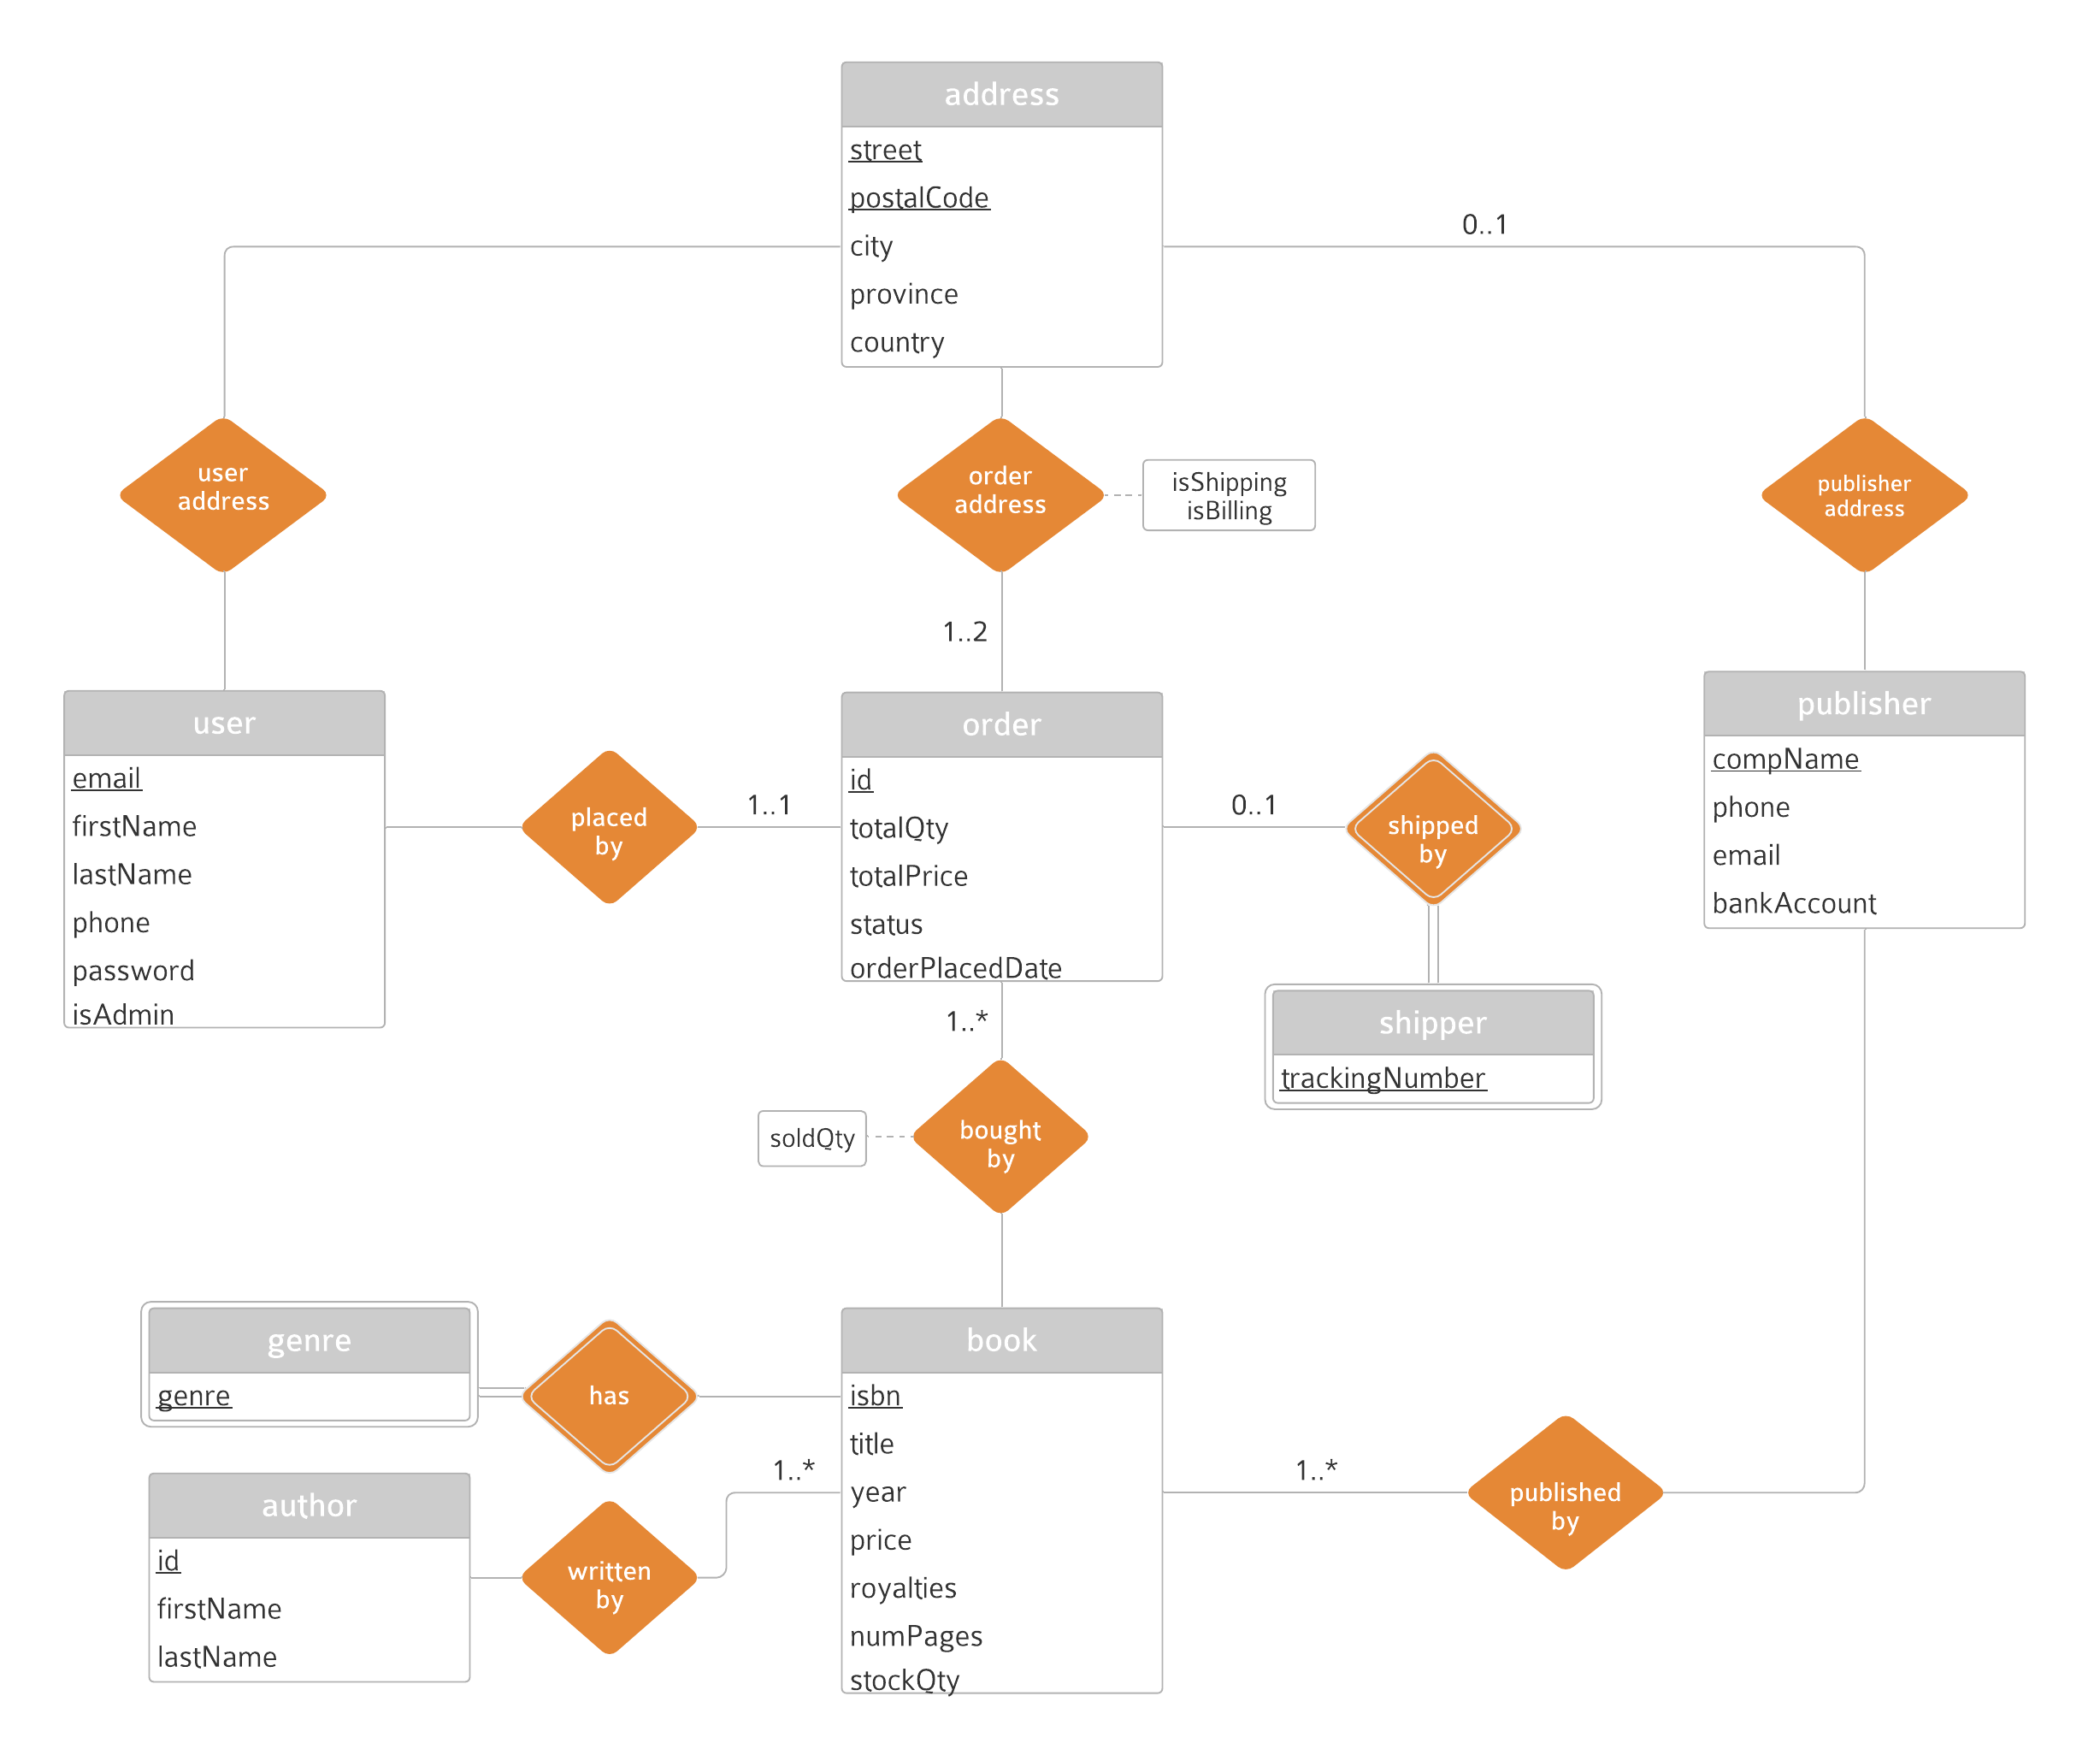 address
street
postalCode
city
province
country
0..1
user
address
order
address
isShipping
isBilling
publisher
address
1..2
user
email
firstName
lastName
phone
password
isAdmin
placed
by
1..1
order
id
totalQty
totalPrice
status
orderPlacedDate
0..1
shipped
by
publisher
compName
phone
email
bankAccount
shipper
trackingNumber
1..*
soldQty
bought
by
genre
genre
has
book
isbn
title
year
price
royalties
numPages
stockQty
author
id
firstName
lastName
written
by
1..*
1..*
published
by